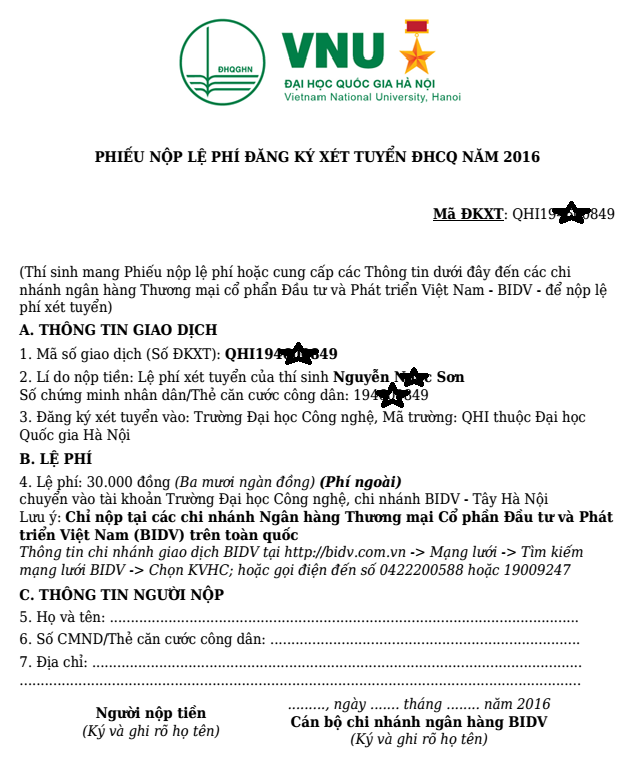 ĐHQGHN
VNU
ĐẠI HỌC QUỐC GIA HÀ NỘI
Vietnam National University, Hanoi
PHIẾU NỘP LỆ PHÍ ĐĂNG KÝ XÉT TUYỂN ĐHCQ NĂM 2016
Mã ĐKXT: QHI19 849
(Thí sinh mang Phiếu nộp lệ phí hoặc cung cấp các Thông tin dưới đây đến các chi
nhánh ngân hàng Thương mại cổ phần Đầu tư và Phát triển Việt Nam - BIDV - để nộp lệ
phí xét tuyển)
A. THÔNG TIN GIAO DỊCH
1. Mã số giao dịch (Số ĐKXT): QHI194 849
2. Lí do nộp tiền: Lệ phí xét tuyển của thí sinh Nguyễn Sơn
Số chứng minh nhân dân/Thẻ căn cước công dân: 194 849
3. Đăng ký xét tuyển vào: Trường Đại học Công nghệ, Mã trường: QHI thuộc Đại học
Quốc gia Hà Nội
B. LỆ PHÍ
4. Lệ phí: 30.000 đồng (Ba mươi ngàn đồng) (Phí ngoài)
chuyển vào tài khoản Trường Đại học Công nghệ, chi nhánh BIDV - Tây Hà Nội
Lưu ý: Chỉ nộp tại các chi nhánh Ngân hàng Thương mại Cổ phần Đầu tư và Phát
triển Việt Nam (BIDV) trên toàn quốc
Thông tin chi nhánh giao dịch BIDV tại http://bidv.com.vn -> Mạng lưới -> Tìm kiếm
mạng lưới BIDV -> Chọn KVHC; hoặc gọi điện đến số 0422200588 hoặc 19009247
C. THÔNG TIN NGƯỜI NỘP
5. Họ và tên: ........................................................................................................
6. Số CMND/Thẻ căn cước công dân: .....................................................................
7. Địa chỉ: .............................................................................................................
.............................................................................................................................
........., ngày ....... tháng ........ năm 2016
Người nộp tiền
Cán bộ chi nhánh ngân hàng BIDV
(Ký và ghi rõ họ tên)
(Ký và ghi rõ họ tên)